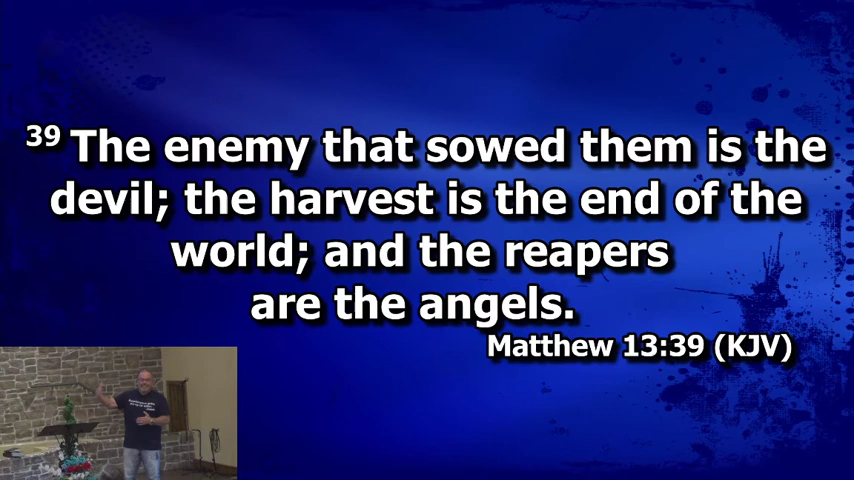 39 The enemy that sowed them is the
devil; the harvest is the end of the
world; and the reapers
are the angels.
Matthew 13:39 (KJV)